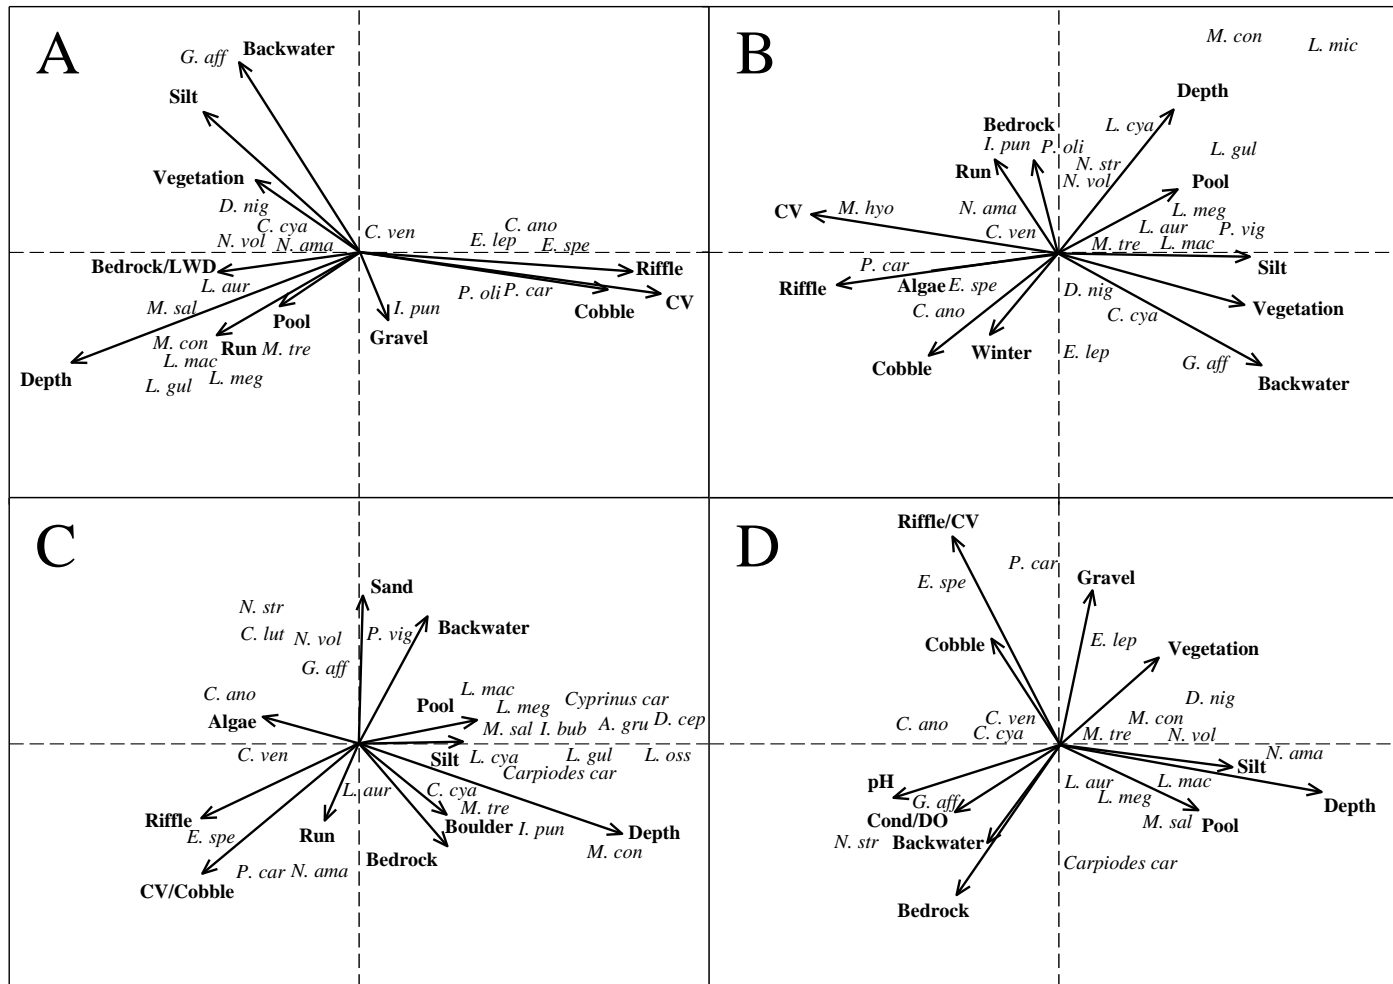 A
Backwater
G. aff
Silt
Vegetation
D. nig
C. cya
C. ven
C. ano
N. vol
N. ama
E. lep
E. spe
Bedrock/LWD
Riffle
L. aur
P. oli
P. car
CV
M. sal
I. pun
Cobble
Pool
Gravel
M. con
Run
M. tre
L. mac
Depth
L. gul
L. meg
B
M. con
L. mic
Depth
Bedrock
L. cya
I. pun
P. oli
L. gul
Run
N. str
N. vol
Pool
CV
M. hyo
N. ama
L. meg
C. ven
L. aur
P. vig
M. tre
L. mac
P. car
Silt
Riffle
Algae
E. spe
D. nig
C. ano
C. cya
Vegetation
Winter
E. lep
Cobble
G. aff
Backwater
C
Sand
N. str
C. lut
N. vol
P. vig
Backwater
G. aff
C. ano
L. mac
Cyprinus car
Algae
Pool
L. meg
M. sal
I. bub
A. gru
D. cep
C. ven
Silt
L. cya
L. gul
L. oss
Carpiodes car
L. aur
C. cya
M. tre
Riffle
E. spe
Run
Boulder
I. pun
Depth
Bedrock
M. con
P. car
N. ama
CV/Cobble
D
Riffle/CV
P. car
E. spe
Gravel
Cobble
E. lep
Vegetation
D. nig
C. ano
C. ven
M. con
C. cya
M. tre
N. vol
N. ama
Silt
pH
L. aur
L. mac
G. aff
L. meg
Depth
Cond/DO
M. sal
Pool
N. str
Backwater
Carpiodes car
Bedrock